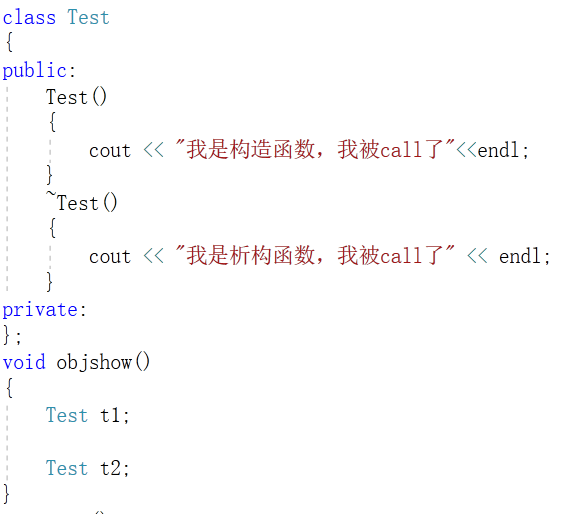 class Test
{
public:
    Test()
    {
        cout << "我是构造函数，我被call了"<<endl;
    }
    ~Test()
    {
        cout << "我是析构函数，我被call了" << endl;
    }
private:
};
void objshow()
{
    Test t1;

    Test t2;
}